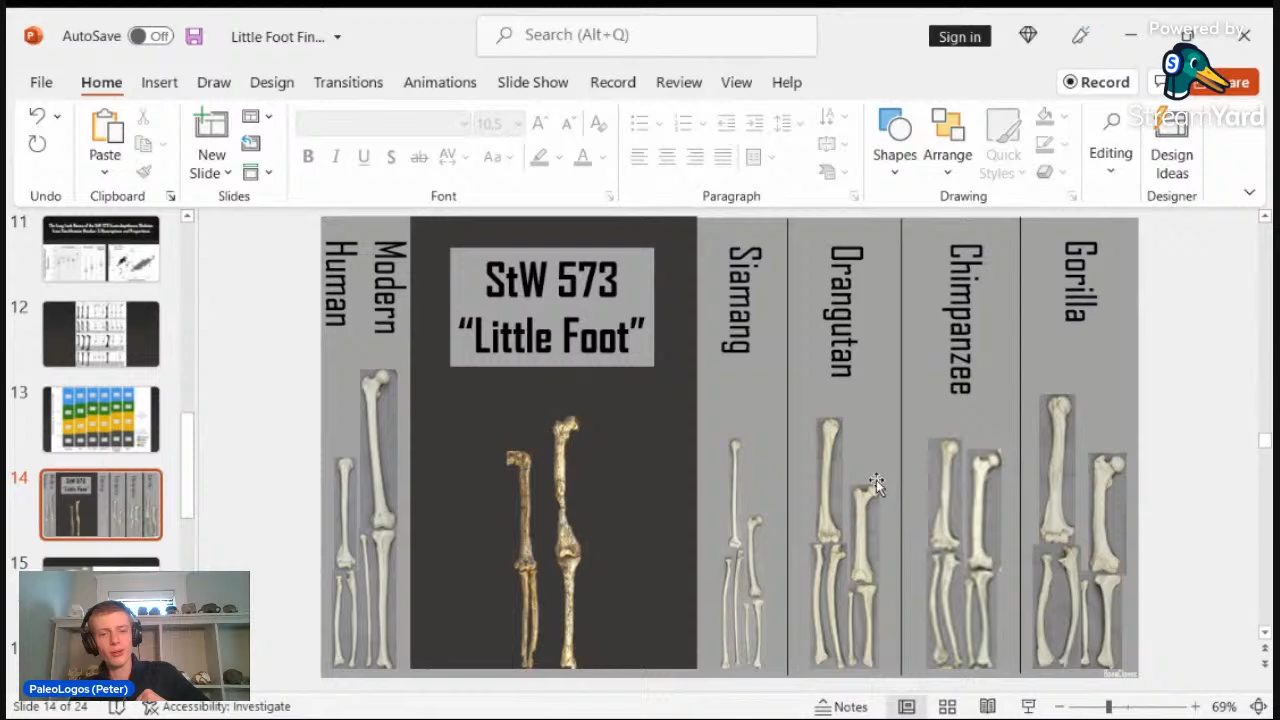 AutoSave Off
Little Foot Fin...
Search (Alt+Q)
Sign in
Powered by
StreamYard
File Home Insert Draw Design Transitions Animations Slide Show Record Review View Help
Record
Paste
New
Slide
Shapes
Arrange
Quick
Styles
Editing
Design
Ideas
Undo Clipboard Slides Font Paragraph Drawing Designer
11
12
13
14
15
Modern
Human
StW 573
“Little Foot”
Siamang
Orangutan
Chimpanzee
Gorilla
PaleoLogos (Peter)
Slide 14 of 24
Accessibility: Investigate
Notes
69%